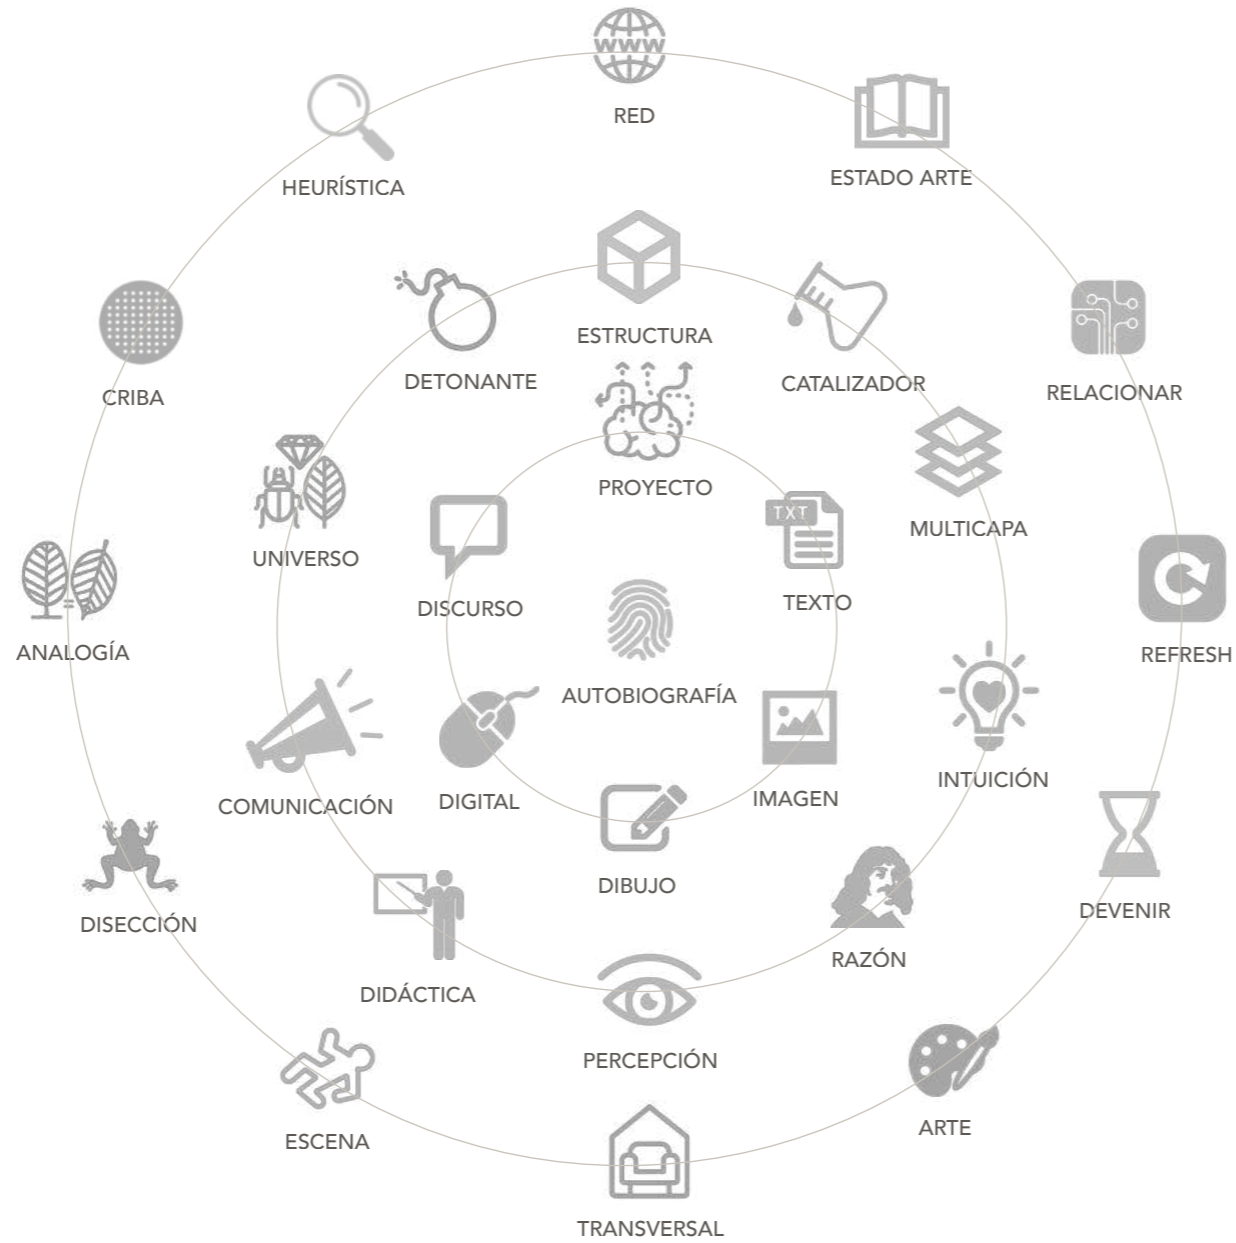 WWW
RED
ESTADO ARTE
HEURÍSTICA
ESTRUCTURA
DETONANTE
CATALIZADOR
CRIBA
RELACIONAR
PROYECTO
TXT
MULTICAPA
UNIVERSO
DISCURSO
TEXTO
ANALOGÍA
REFRESH
AUTOBIOGRAFÍA
INTUICIÓN
COMUNICACIÓN
DIGITAL
IMAGEN
DIBUJO
DISECCIÓN
DEVENIR
RAZÓN
DIDÁCTICA
PERCEPCIÓN
ARTE
ESCENA
TRANSVERSAL